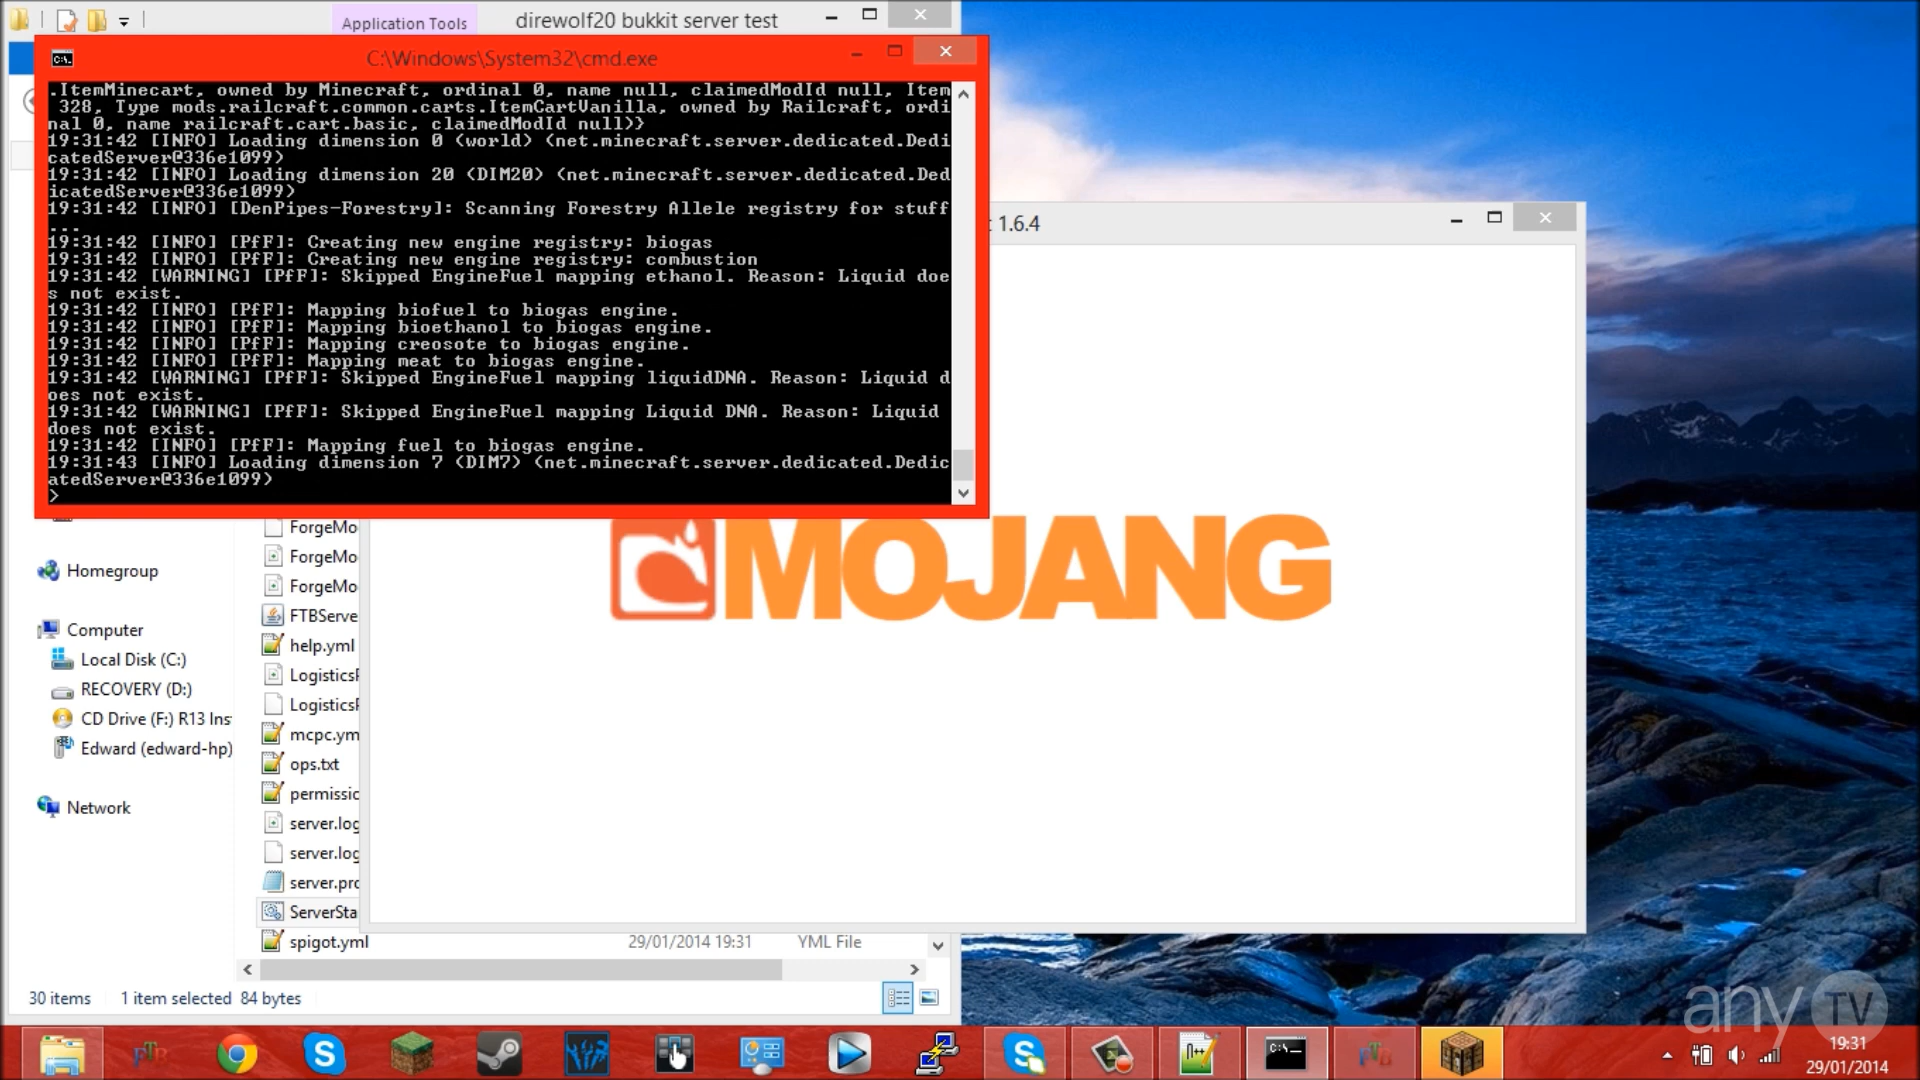 Application Tools
direwolf20 bukkit server test
C:\Windows\System32\cmd.exe
.ItemMinecart, owned by Minecraft, ordinal 0, name null, claimedModId null, Item
328, Type mods.railcraft.common.carts.ItemCartVanilla, owned by Railcraft, ordi
nal 0, name railcraft.cart.basic, claimedModId null}}
19:31:42 [INFO] Loading dimension 0 (world) (net.minecraft.server.dedicated.Dedi
catedServer@336e1099)
19:31:42 [INFO] Loading dimension 20 (DIM20) (net.minecraft.server.dedicated.Ded
icatedServer@336e1099)
19:31:42 [INFO] [DenPipes-Forestry]: Scanning Forestry Allele registry for stuff
...
19:31:42 [INFO] [PfF]: Creating new engine registry: biogas
19:31:42 [INFO] [PfF]: Creating new engine registry: combustion
19:31:42 [WARNING] [PfF]: Skipped EngineFuel mapping ethanol. Reason: Liquid doe
s not exist.
19:31:42 [INFO] [PfF]: Mapping biofuel to biogas engine.
19:31:42 [INFO] [PfF]: Mapping bioethanol to biogas engine.
19:31:42 [INFO] [PfF]: Mapping creosote to biogas engine.
19:31:42 [INFO] [PfF]: Mapping meat to biogas engine.
19:31:42 [WARNING] [PfF]: Skipped EngineFuel mapping liquidDNA. Reason: Liquid d
oes not exist.
19:31:42 [WARNING] [PfF]: Skipped EngineFuel mapping Liquid DNA. Reason: Liquid
does not exist.
19:31:42 [INFO] [PfF]: Mapping fuel to biogas engine.
19:31:43 [INFO] Loading dimension 7 (DIM7) (net.minecraft.server.dedicated.Dedic
atedServer@336e1099)
>
1.6.4
MOJANG
Homegroup
Computer
Local Disk (C:)
RECOVERY (D:)
CD Drive (F:) R13 Ins
Edward (edward-hp)
Network
ForgeMo
ForgeMo
ForgeMo
FTBServe
help.yml
Logistics
Logistics
mcpc.ym
ops.txt
permissio
server.log
server.log
server.pro
ServerSta
spigot.yml 29/01/2014 19:31 YML File
30 items 1 item selected 84 bytes
any TV
19:31
29/01/2014